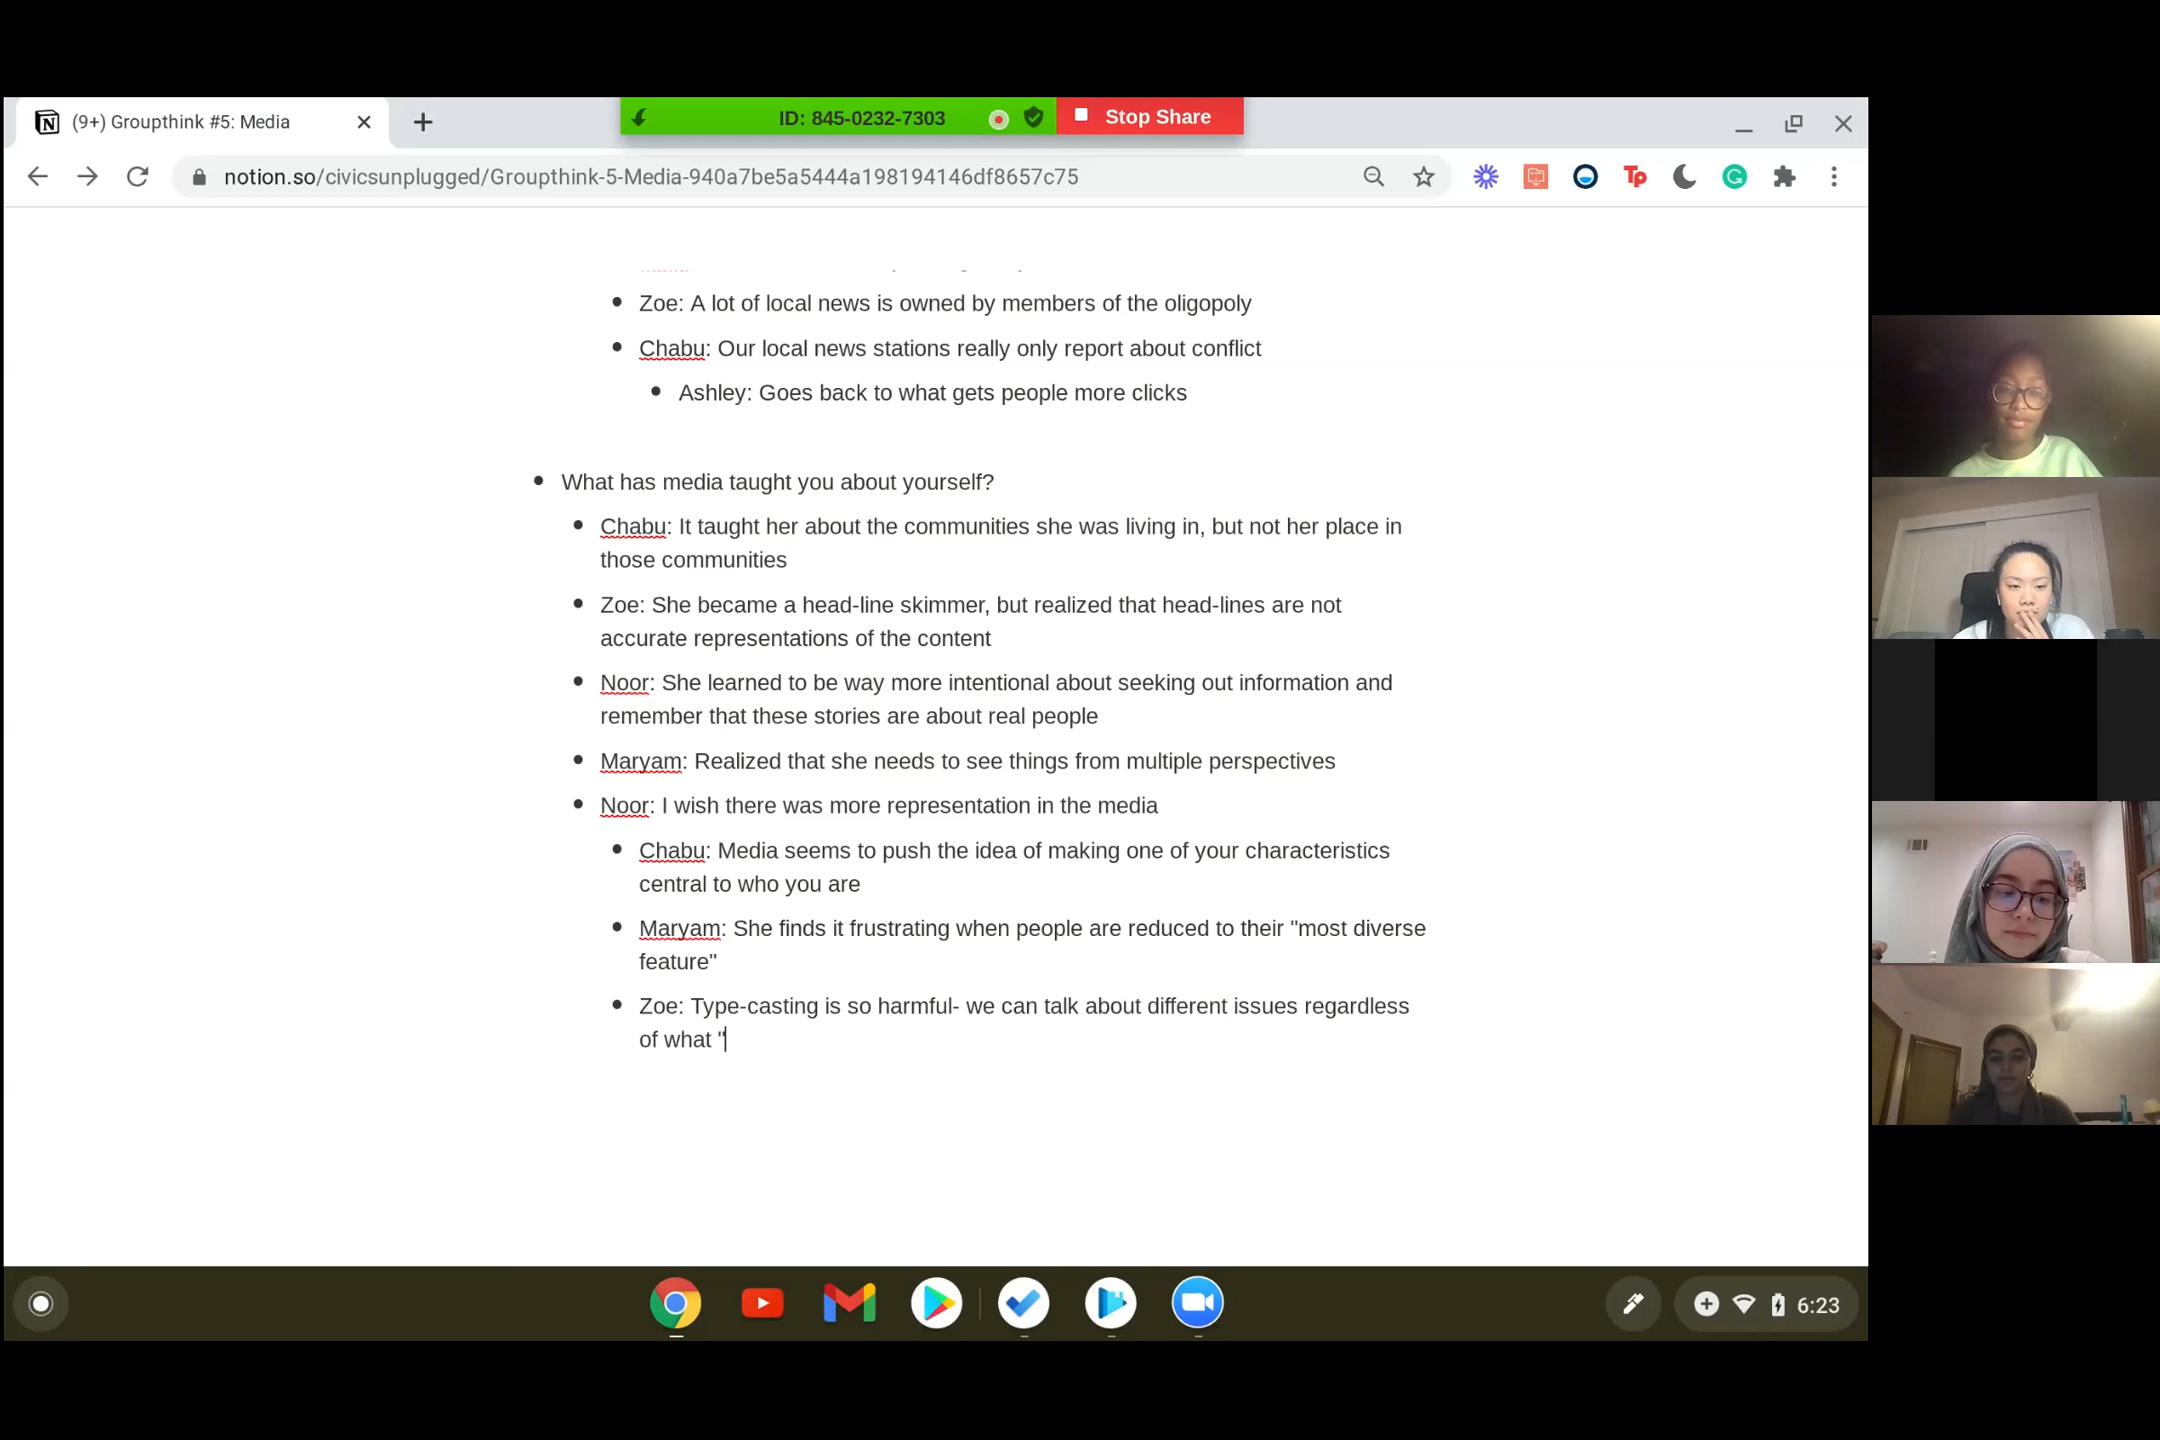 (9+) Groupthink #5: Media
ID: 845-0232-7303
Stop Share
notion.so/civicsunplugged/Groupthink-5-Media-940a7be5a5444a198194146df8657c75
Zoe: A lot of local news is owned by members of the oligopoly
Chabu: Our local news stations really only report about conflict
Ashley: Goes back to what gets people more clicks
What has media taught you about yourself?
Chabu: It taught her about the communities she was living in, but not her place in
those communities
Zoe: She became a head-line skimmer, but realized that head-lines are not
accurate representations of the content
Noor: She learned to be way more intentional about seeking out information and
remember that these stories are about real people
Maryam: Realized that she needs to see things from multiple perspectives
Noor: I wish there was more representation in the media
Chabu: Media seems to push the idea of making one of your characteristics
central to who you are
Maryam: She finds it frustrating when people are reduced to their "most diverse
feature"
Zoe: Type-casting is so harmful- we can talk about different issues regardless
of what "
6:23